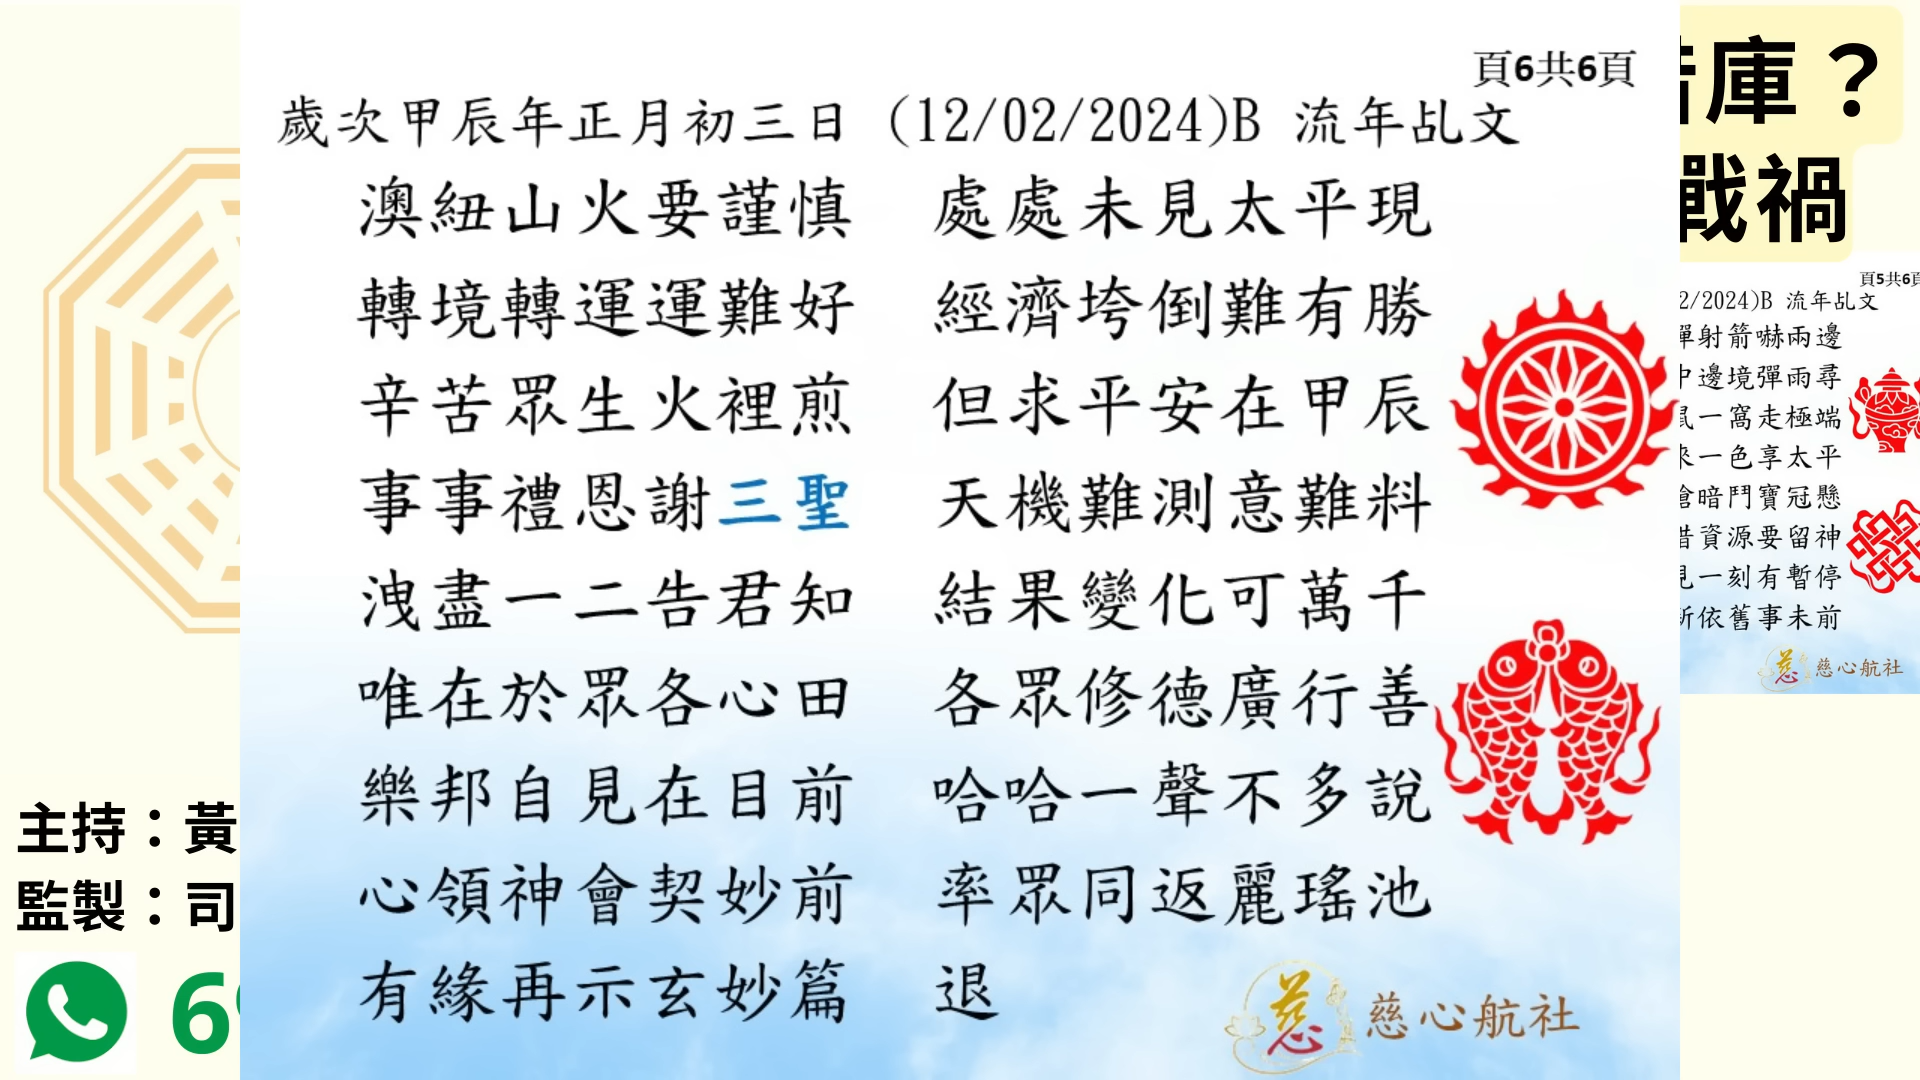 頁6共6頁
歲次甲辰年正月初三日 (12/02/2024)B 流年乩文
澳紐山火要謹慎 處處未見太平現
轉境轉運運難好 經濟垮倒難有勝
辛苦眾生火裡煎 但求平安在甲辰
事事禮恩謝三聖 天機難測意難料
洩盡一二告君知 結果變化可萬千
唯在於眾各心田 各眾修德廣行善
樂邦自見在目前 哈哈一聲不多說
心領神會契妙前 率眾同返麗瑤池
有緣再示玄妙篇 退
慈 慈心航社
庫？
戰禍
頁5共6頁
2/2024)B 流年乩文
射箭嚇兩邊
邊境彈雨尋
一窩走極端
一色享太平
暗鬥寶冠懸
資源要留神
一刻有暫停
依舊事未前
慈 慈心航社
主持：黃
監製：司
6